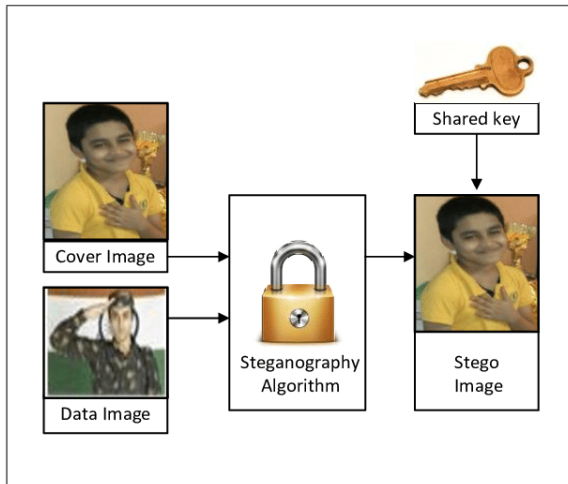 Shared key
Cover Image
Steganography
Algorithm
Data Image
Stego
Image